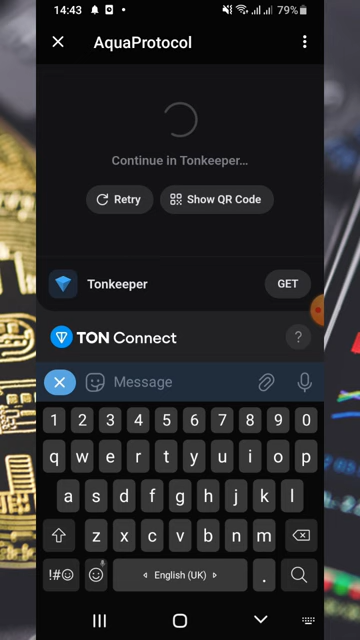 14:43 79%
AquaProtocol
Continue in Tonkeeper...
Retry Show QR Code
Tonkeeper GET
TON Connect ?
Message
1 2 3 4 5 6 7 8 9 0
q w e r t y u i o p
a s d f g h j k l
z x c v b n m
!#☺ English (UK) .